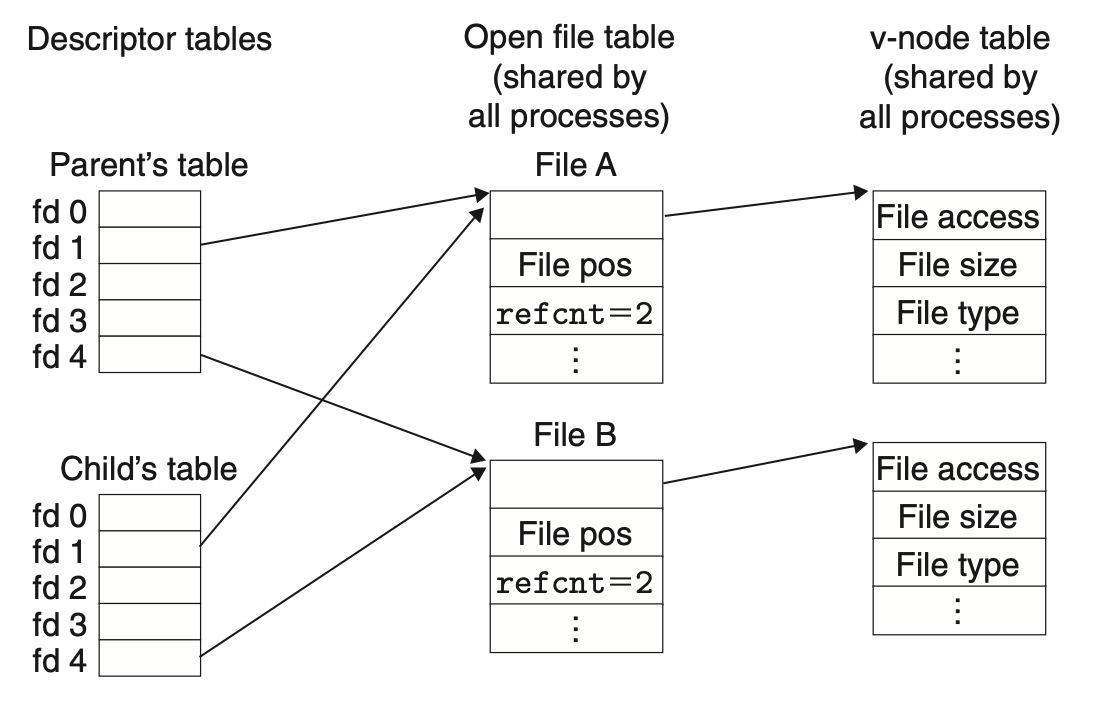 Descriptor tables
Open file table
(shared by
all processes)
v-node table
(shared by
all processes)
Parent's table
fd 0
fd 1
fd 2
fd 3
fd 4
Child's table
fd 0
fd 1
fd 2
fd 3
fd 4
File A
File pos
refcnt=2
⋮
File B
File pos
refcnt=2
⋮
File access
File size
File type
⋮
File access
File size
File type
⋮